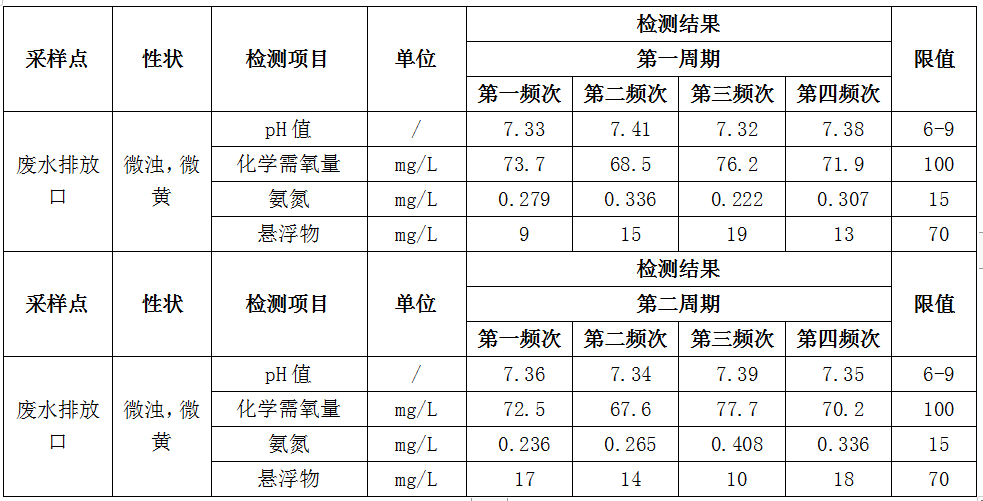 采样点 性状 检测项目 单位 检测结果 限值
第一周期
第一频次 第二频次 第三频次 第四频次
废水排放口 微浊，微黄 pH值 / 7.33 7.41 7.32 7.38 6-9
化学需氧量 mg/L 73.7 68.5 76.2 71.9 100
氨氮 mg/L 0.279 0.336 0.222 0.307 15
悬浮物 mg/L 9 15 19 13 70
采样点 性状 检测项目 单位 检测结果 限值
第二周期
第一频次 第二频次 第三频次 第四频次
废水排放口 微浊，微黄 pH值 / 7.36 7.34 7.39 7.35 6-9
化学需氧量 mg/L 72.5 67.6 77.7 70.2 100
氨氮 mg/L 0.236 0.265 0.408 0.336 15
悬浮物 mg/L 17 14 10 18 70